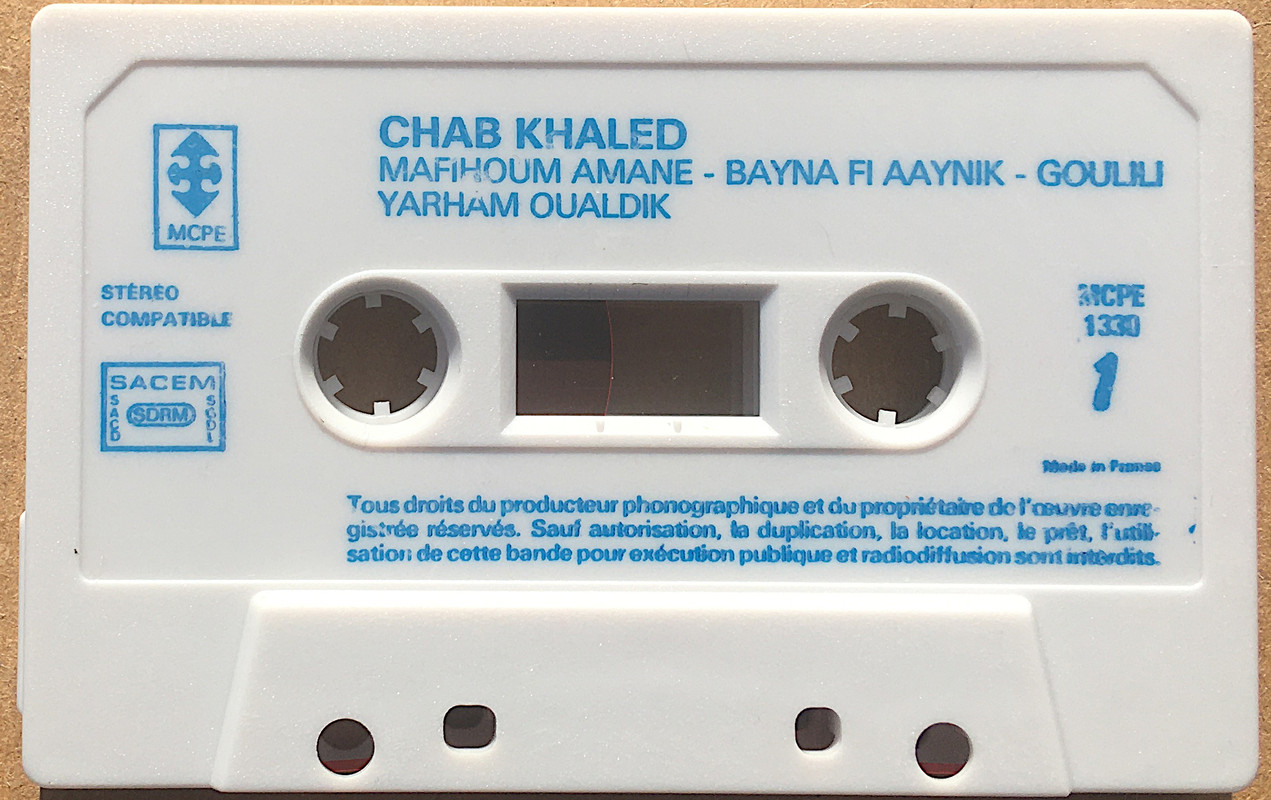 CHAB KHALED
MAFIHOUM AMANE - BAYNA FI AAYNIK - GOULILI
YARHAM OUALDIK
MCPE
STÉRÉO
COMPATIBLE
SACEM
SACD
SDRM
SGDL
MCPE
1330
1
Made in France
Tous droits du producteur phonographique et du propriétaire de l'œuvre enre-
gistrée réservés. Sauf autorisation, la duplication, la location, le prêt, l'utili-
sation de cette bande pour exécution publique et radiodiffusion sont interdits.